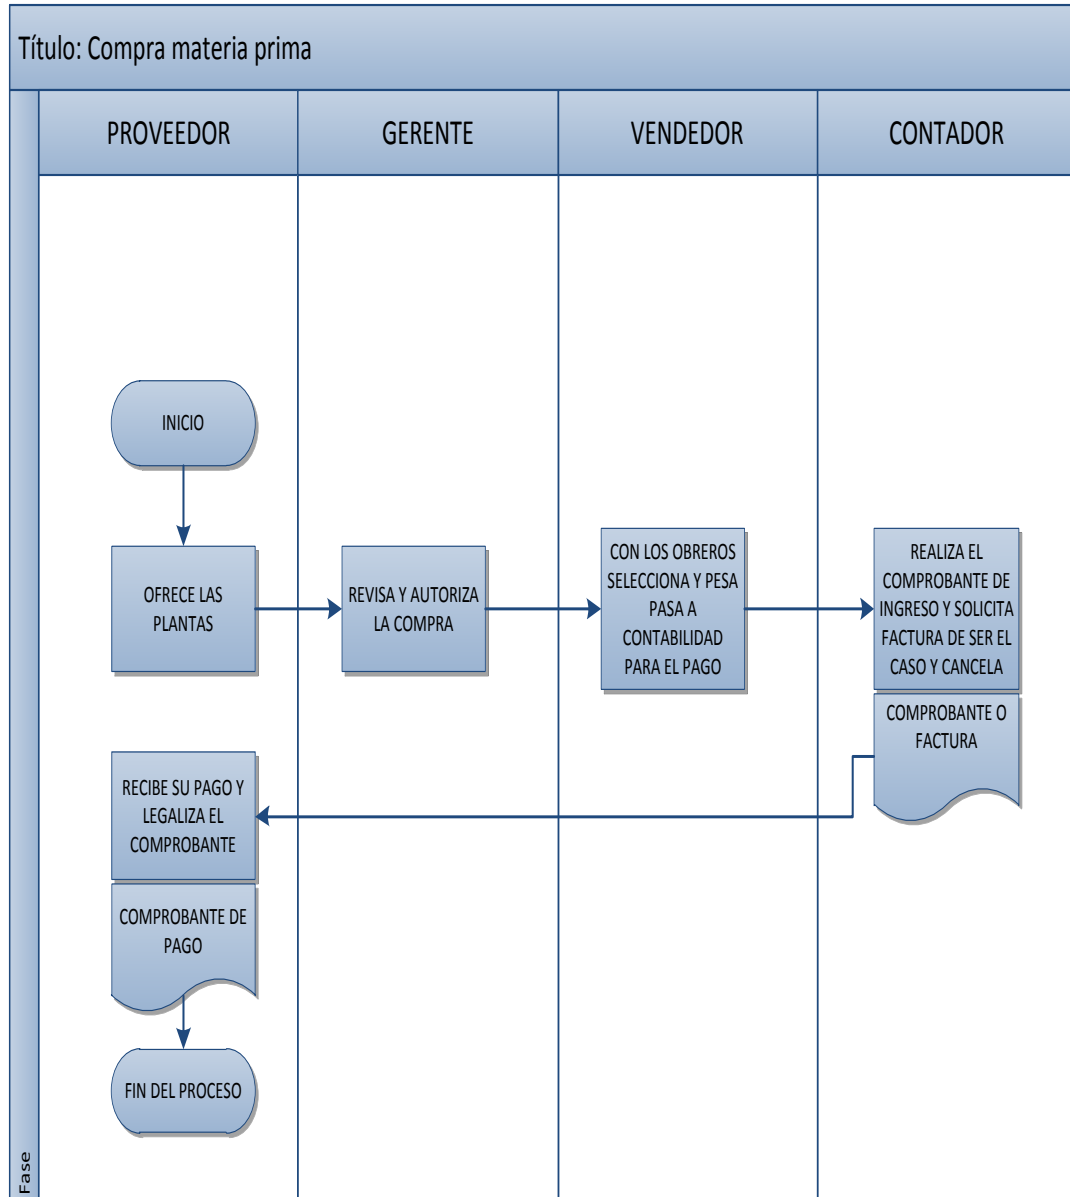 Título: Compra materia prima
PROVEEDOR
GERENTE
VENDEDOR
CONTADOR
INICIO
OFRECE LAS
PLANTAS
REVISA Y AUTORIZA
LA COMPRA
CON LOS OBREROS
SELECCIONA Y PESA
PASA A
CONTABILIDAD
PARA EL PAGO
REALIZA EL
COMPROBANTE DE
INGRESO Y SOLICITA
FACTURA DE SER EL
CASO Y CANCELA
COMPROBANTE O
FACTURA
RECIBE SU PAGO Y
LEGALIZA EL
COMPROBANTE
COMPROBANTE DE
PAGO
FIN DEL PROCESO
Fase